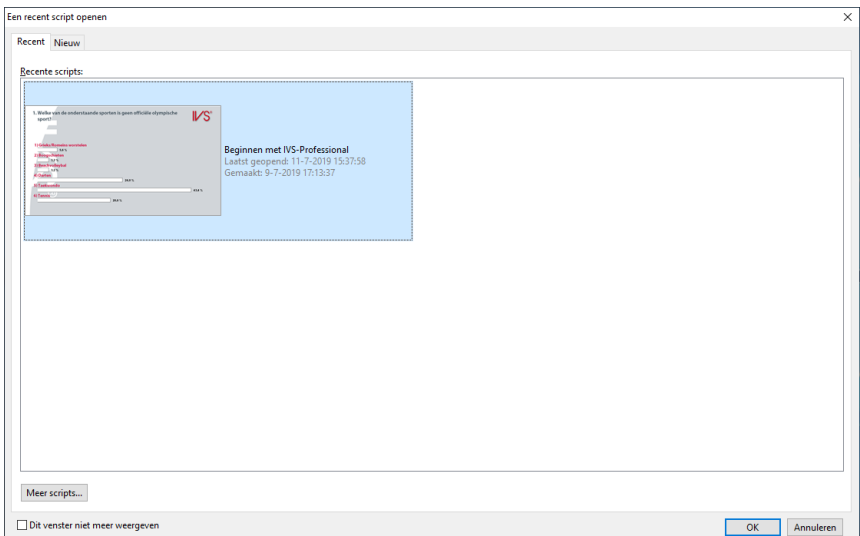 Een recent script openen
Recent
Nieuw
Recente scripts:
1. Welke van de onderstaande sporten is geen officiële olympische
sport?
IVS
Beginnen met IVS-Professional
Laatst geopend: 11-7-2019 15:37:58
Gemaakt: 9-7-2019 17:13:37
Meer scripts...
Dit venster niet meer weergeven
OK
Annuleren